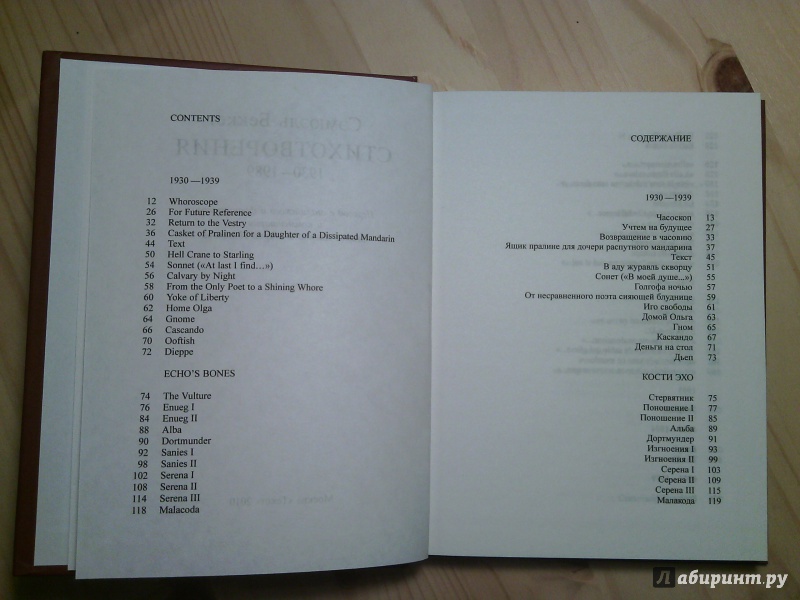 CONTENTS
1930—1939
12 Whoroscope
26 For Future Reference
32 Return to the Vestry
36 Casket of Pralinen for a Daughter of a Dissipated Mandarin
44 Text
50 Hell Crane to Starling
54 Sonnet («At last I find…»)
56 Calvary by Night
58 From the Only Poet to a Shining Whore
60 Yoke of Liberty
62 Home Olga
64 Gnome
66 Cascando
70 Ooftish
72 Dieppe
ECHO'S BONES
74 The Vulture
76 Enueg I
84 Enueg II
88 Alba
90 Dortmunder
92 Sanies I
98 Sanies II
102 Serena I
108 Serena II
114 Serena III
118 Malacoda
СОДЕРЖАНИЕ
1930—1939
Часоскоп 13
Учтем на будущее 27
Возвращение в часовню 33
Ящик пралине для дочери распутного мандарина 37
Текст 45
В аду журавль скворцу 51
Сонет («В моей душе...») 55
Голгофа ночью 57
От несравненного поэта сияющей блуднице 59
Иго свободы 61
Домой Ольга 63
Гном 65
Каскандо 67
Деньги на стол 71
Дьеп 73
КОСТИ ЭХО
Стервятник 75
Поношение I 77
Поношение II 85
Альба 89
Дортмундер 91
Изгноения I 93
Изгноения II 99
Серена I 103
Серена II 109
Серена III 115
Малакода 119
СТИХОТВОРЕНИЯ
Лабиринт.ру